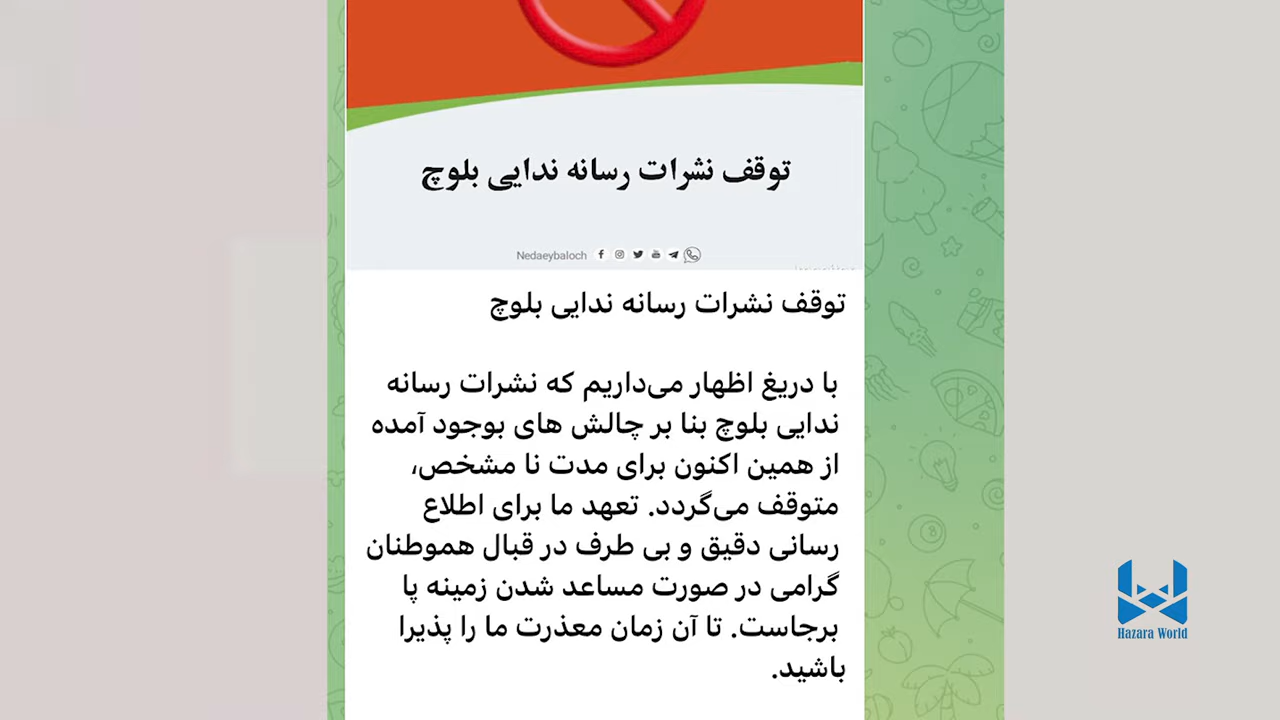 توقف نشرات رسانه ندایی بلوچ
Nedaeybaloch
توقف نشرات رسانه ندایی بلوچ
با دریغ اظهار می‌داریم که نشرات رسانه
ندایی بلوچ بنا بر چالش های بوجود آمده
از همین اکنون برای مدت نا مشخص،
متوقف می‌گردد. تعهد ما برای اطلاع
رسانی دقیق و بی طرف در قبال هموطنان
گرامی در صورت مساعد شدن زمینه پا
برجاست. تا آن زمان معذرت ما را پذیرا
باشید.
Hazara World